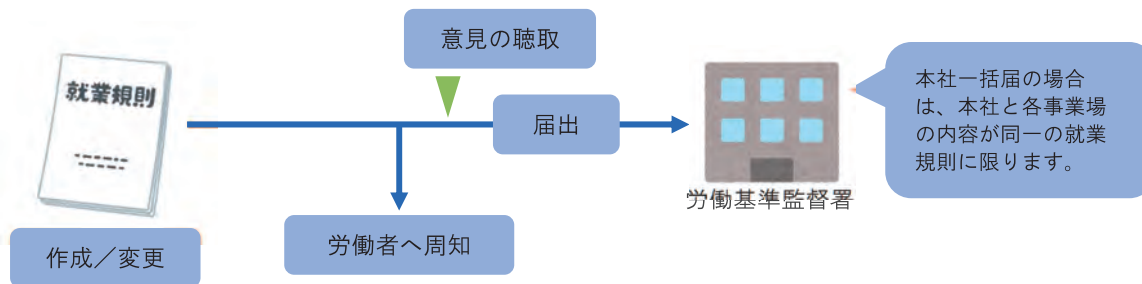 就業規則
作成／変更
意見の聴取
届出
労働者へ周知
労働基準監督署
本社一括届の場合
は、本社と各事業場
の内容が同一の就業
規則に限ります。